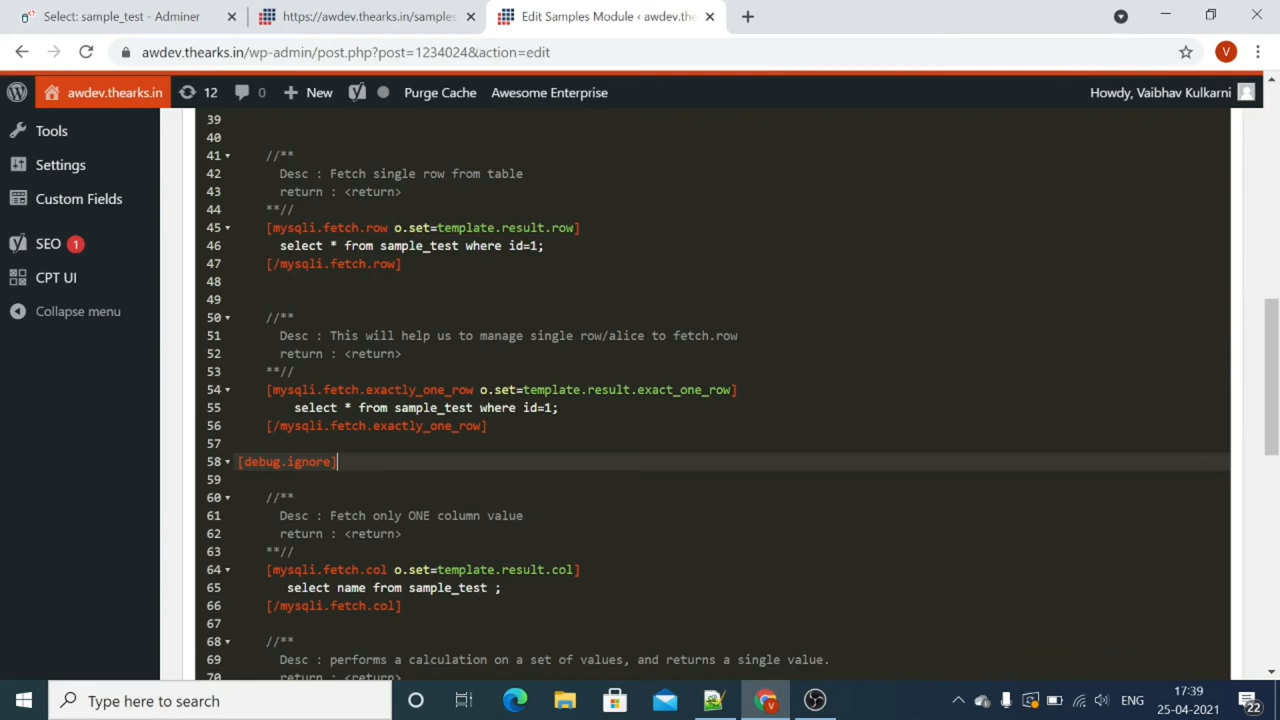 Select: sample_test - Adminer
https://awdev.thearks.in/samples
Edit Samples Module ‹ awdev.the
awdev.thearks.in/wp-admin/post.php?post=1234024&action=edit
V
awdev.thearks.in
12
0
New
Purge Cache
Awesome Enterprise
Howdy, Vaibhav Kulkarni
Tools
Settings
Custom Fields
SEO 1
CPT UI
Collapse menu
39
40
41 //**
42 Desc : Fetch single row from table
43 return : <return>
44 **//
45 [mysqli.fetch.row o.set=template.result.row]
46 select * from sample_test where id=1;
47 [/mysqli.fetch.row]
48
49
50 //**
51 Desc : This will help us to manage single row/alice to fetch.row
52 return : <return>
53 **//
54 [mysqli.fetch.exactly_one_row o.set=template.result.exact_one_row]
55 select * from sample_test where id=1;
56 [/mysqli.fetch.exactly_one_row]
57
58 [debug.ignore]
59
60 //**
61 Desc : Fetch only ONE column value
62 return : <return>
63 **//
64 [mysqli.fetch.col o.set=template.result.col]
65 select name from sample_test ;
66 [/mysqli.fetch.col]
67
68 //**
69 Desc : performs a calculation on a set of values, and returns a single value.
70 return : <return>
Type here to search
V
ENG
17:39
25-04-2021
22